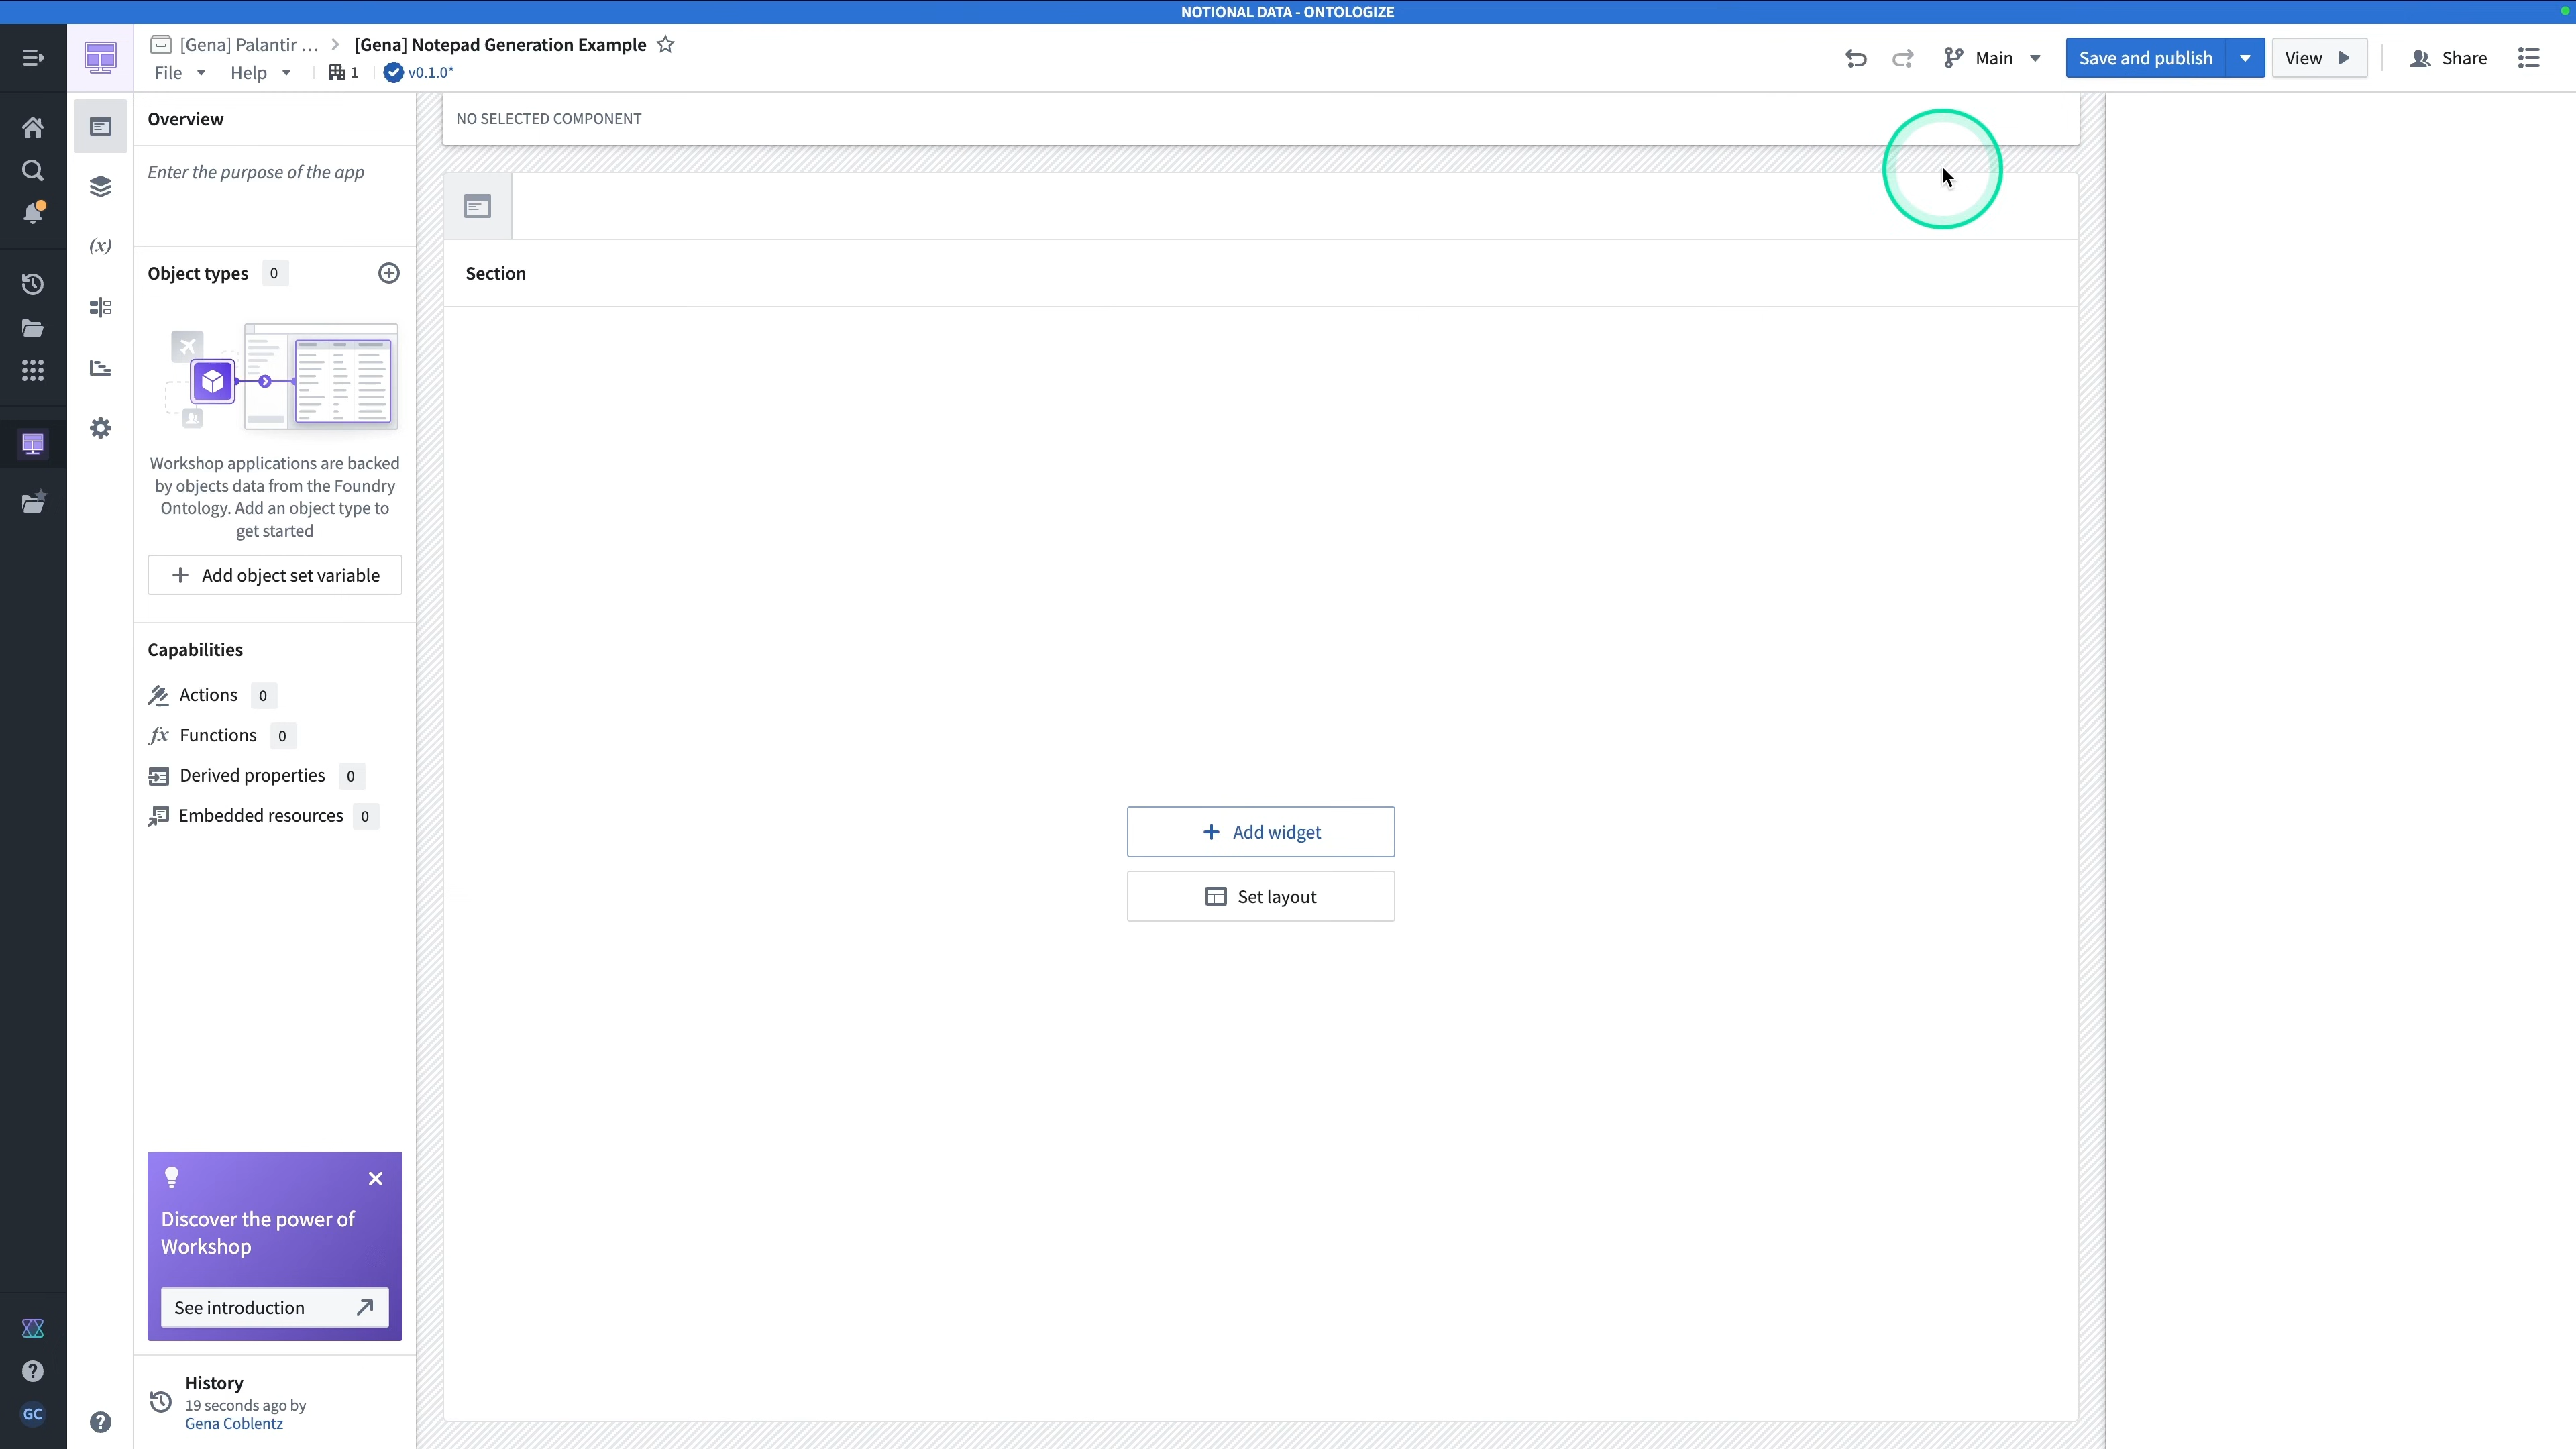 NOTIONAL DATA - ONTOLOGIZE
[Gena] Palantir ... > [Gena] Notepad Generation Example
File Help 1 v0.1.0*
Main
Save and publish
View
Share
Overview
Enter the purpose of the app
Object types 0
Workshop applications are backed
by objects data from the Foundry
Ontology. Add an object type to
get started
+ Add object set variable
Capabilities
Actions 0
fx Functions 0
Derived properties 0
Embedded resources 0
Discover the power of
Workshop
See introduction
History
19 seconds ago by
Gena Coblentz
(x)
GC
NO SELECTED COMPONENT
Section
+ Add widget
Set layout